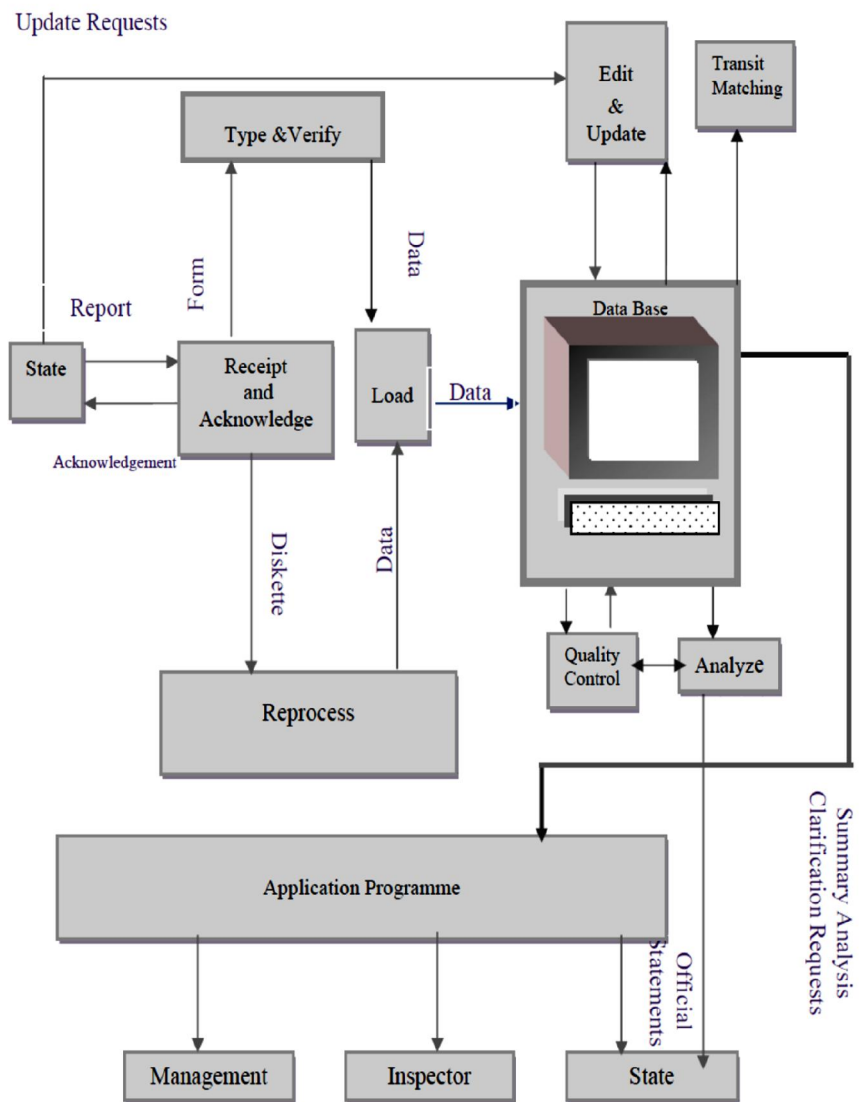 Update Requests
Edit
&
Update
Transit
Matching
Type &Verify
Form
Data
Report
Data Base
State
Receipt
and
Acknowledge
Load
Data
Acknowledgement
Diskette
Data
Quality
Control
Analyze
Reprocess
Summary Analysis
Clarification Requests
Application Programme
Official
Statements
Management
Inspector
State